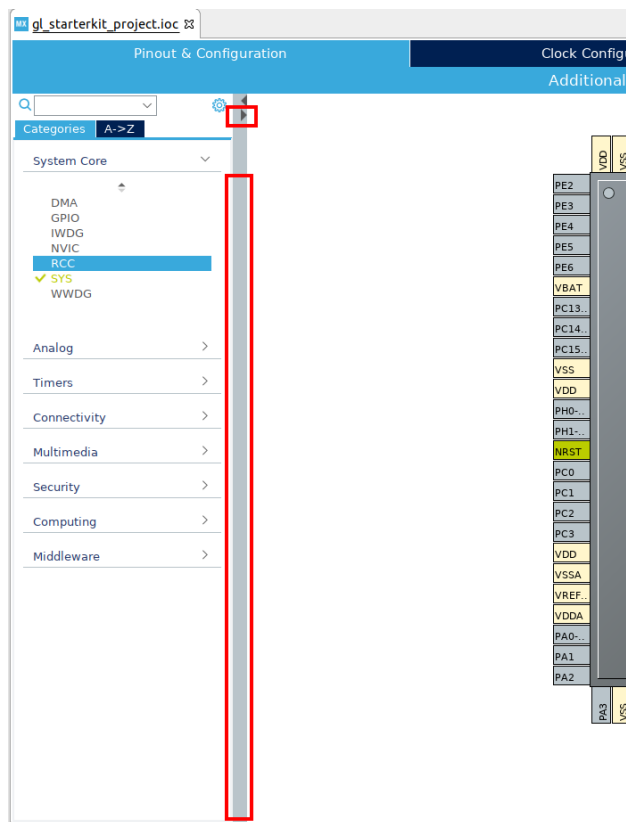 MX gl_starterkit_project.ioc
Pinout & Configuration
Clock Config
Additional
Categories
A->Z
System Core
DMA
GPIO
IWDG
NVIC
RCC
SYS
WWDG
Analog
Timers
Connectivity
Multimedia
Security
Computing
Middleware
VDD
VSS
PE2
PE3
PE4
PE5
PE6
VBAT
PC13..
PC14..
PC15..
VSS
VDD
PH0-..
PH1-..
NRST
PC0
PC1
PC2
PC3
VDD
VSSA
VREF..
VDDA
PA0-..
PA1
PA2
PA3
VSS